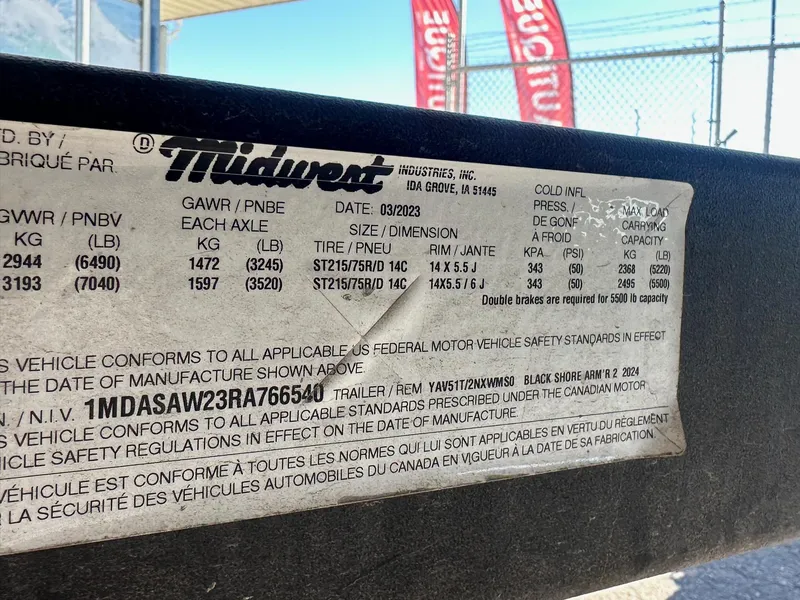 UTIQUE
AUTIQUE
TD. BY /
BRIQUÉ PAR
Midwest
INDUSTRIES, INC.
IDA GROVE, IA 51445
GVWR / PNBV
GAWR / PNBE
EACH AXLE
DATE: 03/2023
SIZE / DIMENSION
COLD INFL
PRESS. /
DE GONF
À FROID
MAX LOAD
CARRYING
CAPACITY
KG (LB) KG (LB) TIRE / PNEU RIM / JANTE KPA (PSI) KG (LB)
2944 (6490) 1472 (3245) ST215/75R/D 14C 14 X 5.5 J 343 (50) 2368 (5220)
3193 (7040) 1597 (3520) ST215/75R/D 14C 14X5.5 / 6 J 343 (50) 2495 (5500)
Double brakes are required for 5500 lb capacity
S VEHICLE CONFORMS TO ALL APPLICABLE US FEDERAL MOTOR VEHICLE SAFETY STANDARDS IN EFFECT
THE DATE OF MANUFACTURE SHOWN ABOVE.
N. / N.I.V. 1MDASAW23RA766540 TRAILER / REM YAV51T/2NXWMS0 BLACK SHORE ARM'R 2 2024
S VEHICLE CONFORMS TO ALL APPLICABLE STANDARDS PRESCRIBED UNDER THE CANADIAN MOTOR
ICLE SAFETY REGULATIONS IN EFFECT ON THE DATE OF MANUFACTURE.
VÉHICULE EST CONFORME À TOUTES LES NORMES QUI LUI SONT APPLICABLES EN VERTU DU RÈGLEMENT
LA SÉCURITÉ DES VÉHICULES AUTOMOBILES DU CANADA EN VIGUEUR À LA DATE DE SA FABRICATION.